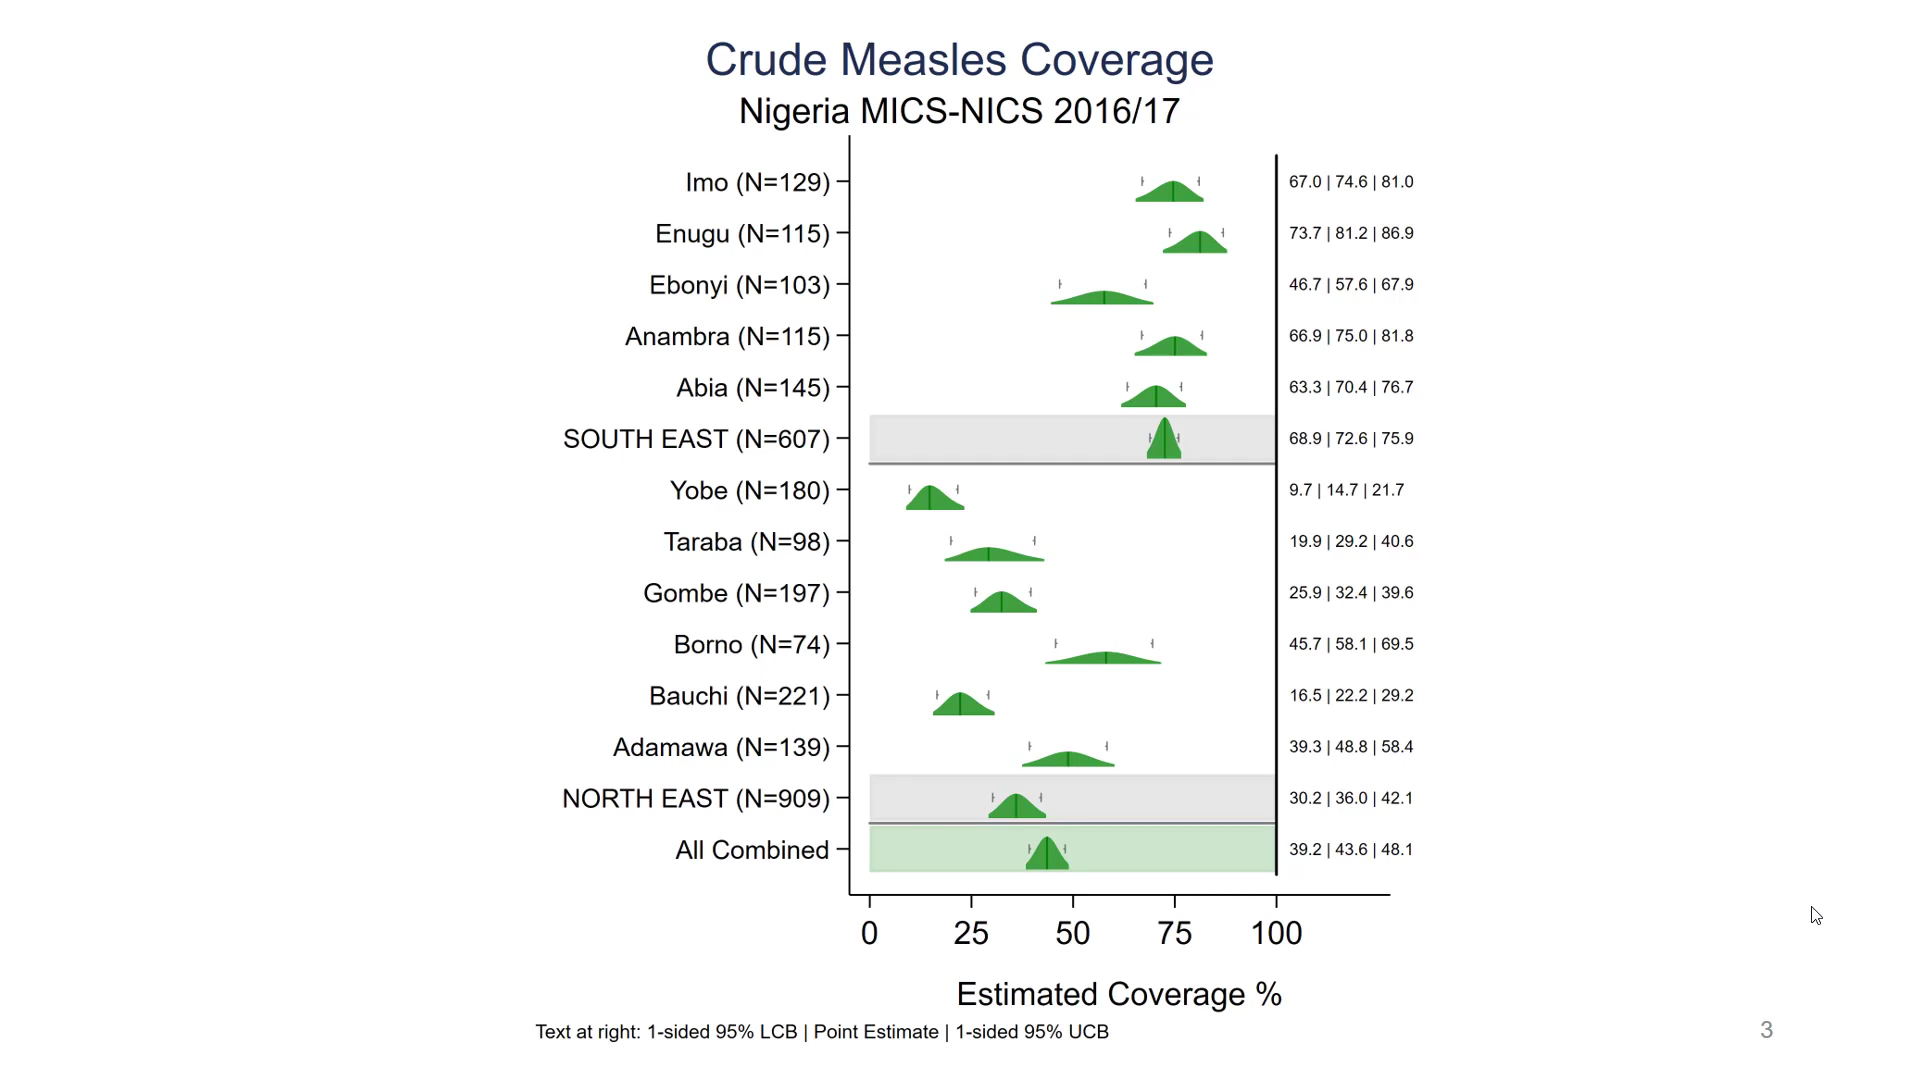 Crude Measles Coverage
Nigeria MICS-NICS 2016/17
Imo (N=129) 67.0 | 74.6 | 81.0
Enugu (N=115) 73.7 | 81.2 | 86.9
Ebonyi (N=103) 46.7 | 57.6 | 67.9
Anambra (N=115) 66.9 | 75.0 | 81.8
Abia (N=145) 63.3 | 70.4 | 76.7
SOUTH EAST (N=607) 68.9 | 72.6 | 75.9
Yobe (N=180) 9.7 | 14.7 | 21.7
Taraba (N=98) 19.9 | 29.2 | 40.6
Gombe (N=197) 25.9 | 32.4 | 39.6
Borno (N=74) 45.7 | 58.1 | 69.5
Bauchi (N=221) 16.5 | 22.2 | 29.2
Adamawa (N=139) 39.3 | 48.8 | 58.4
NORTH EAST (N=909) 30.2 | 36.0 | 42.1
All Combined 39.2 | 43.6 | 48.1
0 25 50 75 100
Estimated Coverage %
Text at right: 1-sided 95% LCB | Point Estimate | 1-sided 95% UCB
3